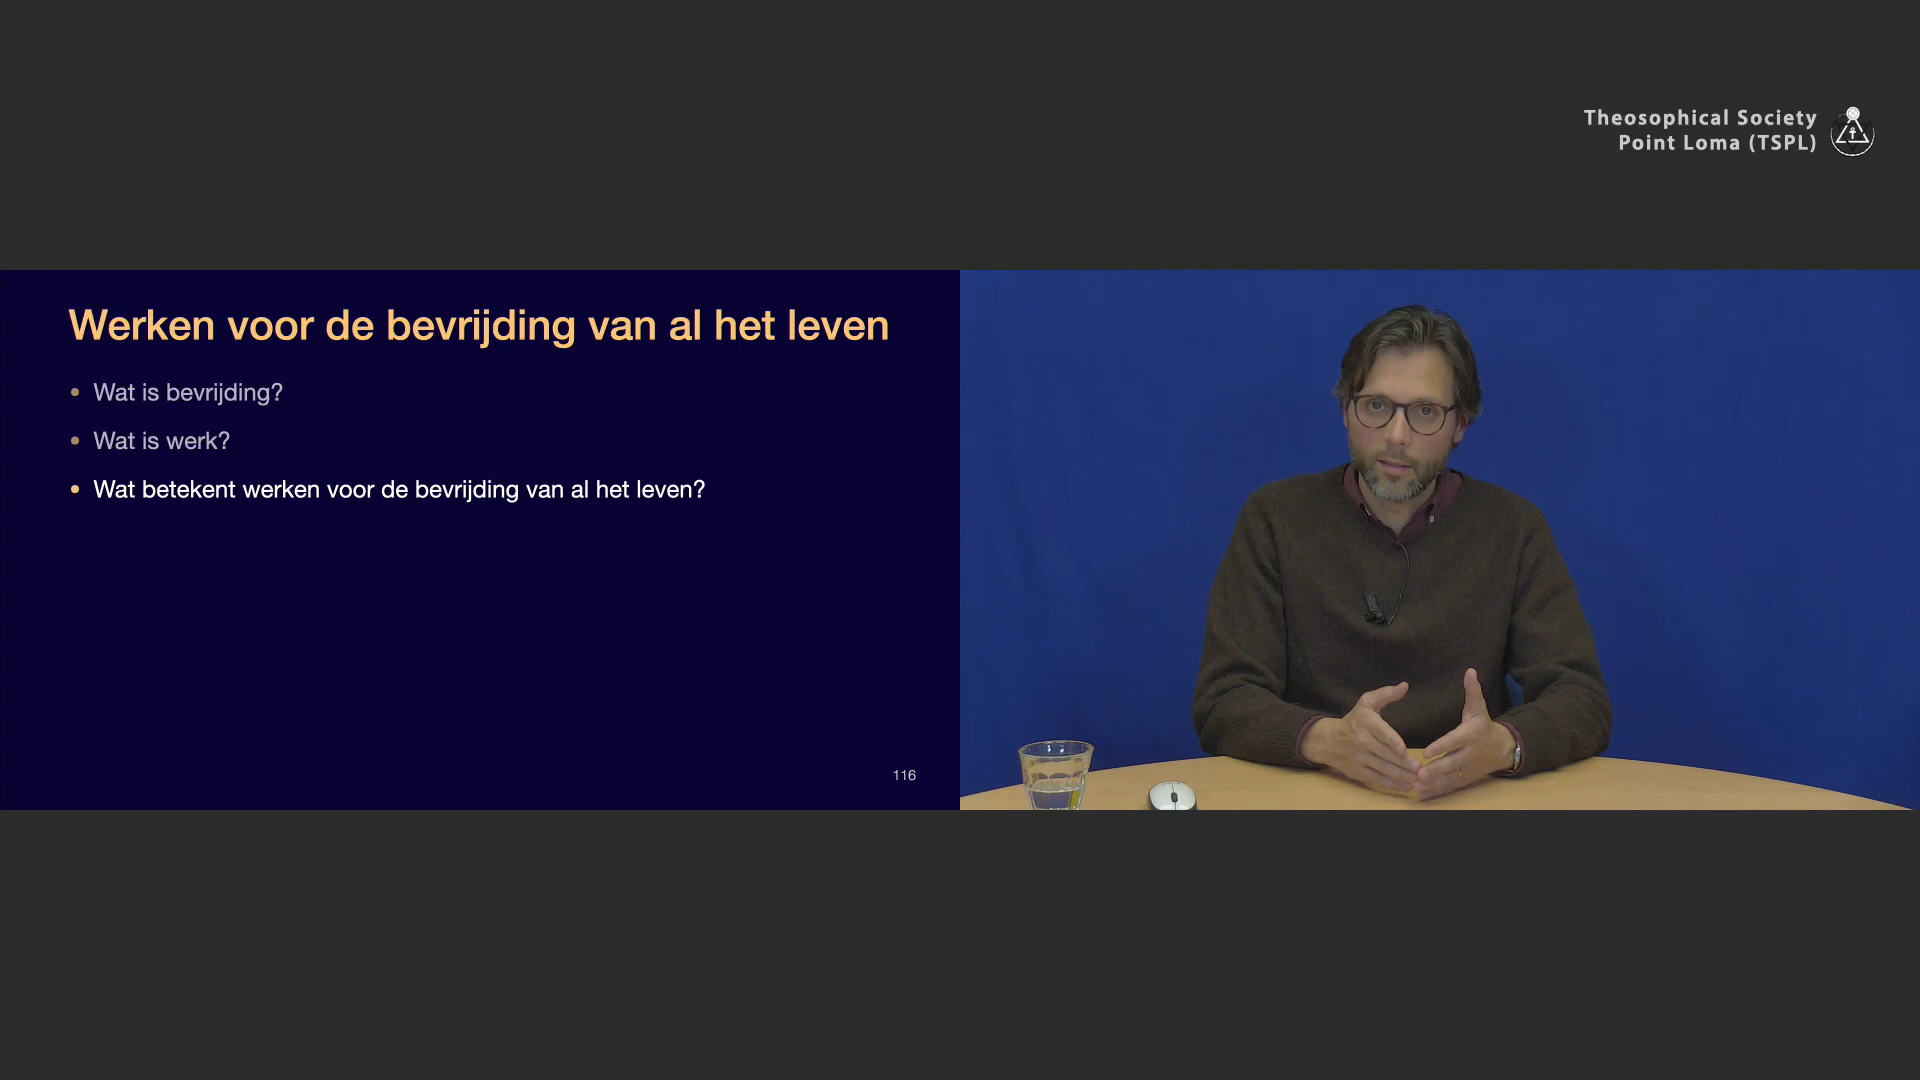 Theosophical Society
Point Loma (TSPL)
Werken voor de bevrijding van al het leven
• Wat is bevrijding?
• Wat is werk?
• Wat betekent werken voor de bevrijding van al het leven?
116